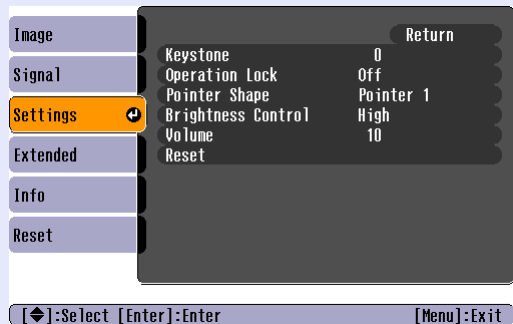 Image
Signal
Settings
Extended
Info
Reset
Return
Keystone 0
Operation Lock Off
Pointer Shape Pointer 1
Brightness Control High
Volume 10
Reset
[◆]:Select [Enter]:Enter [Menu]:Exit